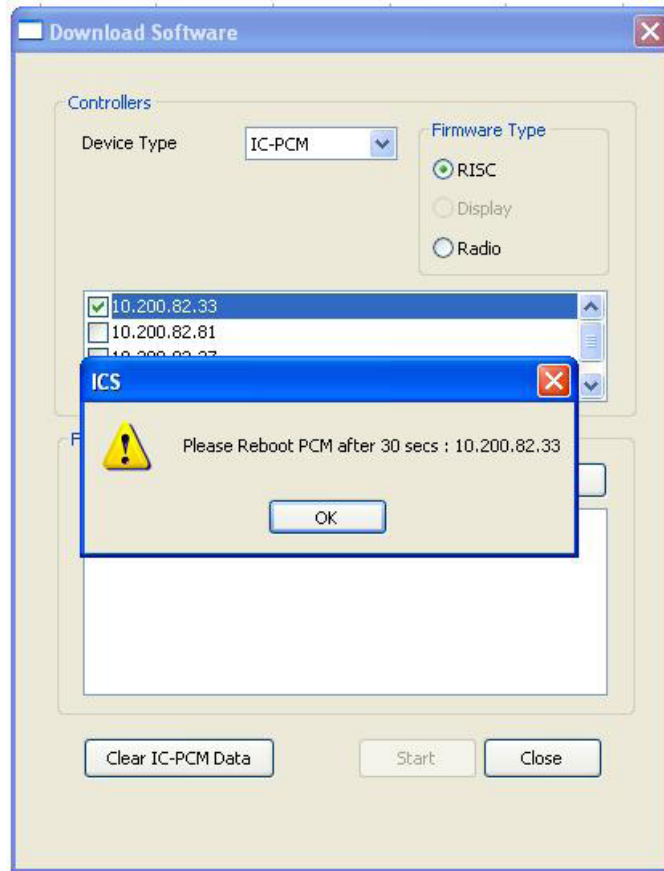 Download Software
Controllers
Device Type
IC-PCM
Firmware Type
RISC
Display
Radio
10.200.82.33
10.200.82.81
ICS
Please Reboot PCM after 30 secs : 10.200.82.33
OK
Clear IC-PCM Data
Start
Close